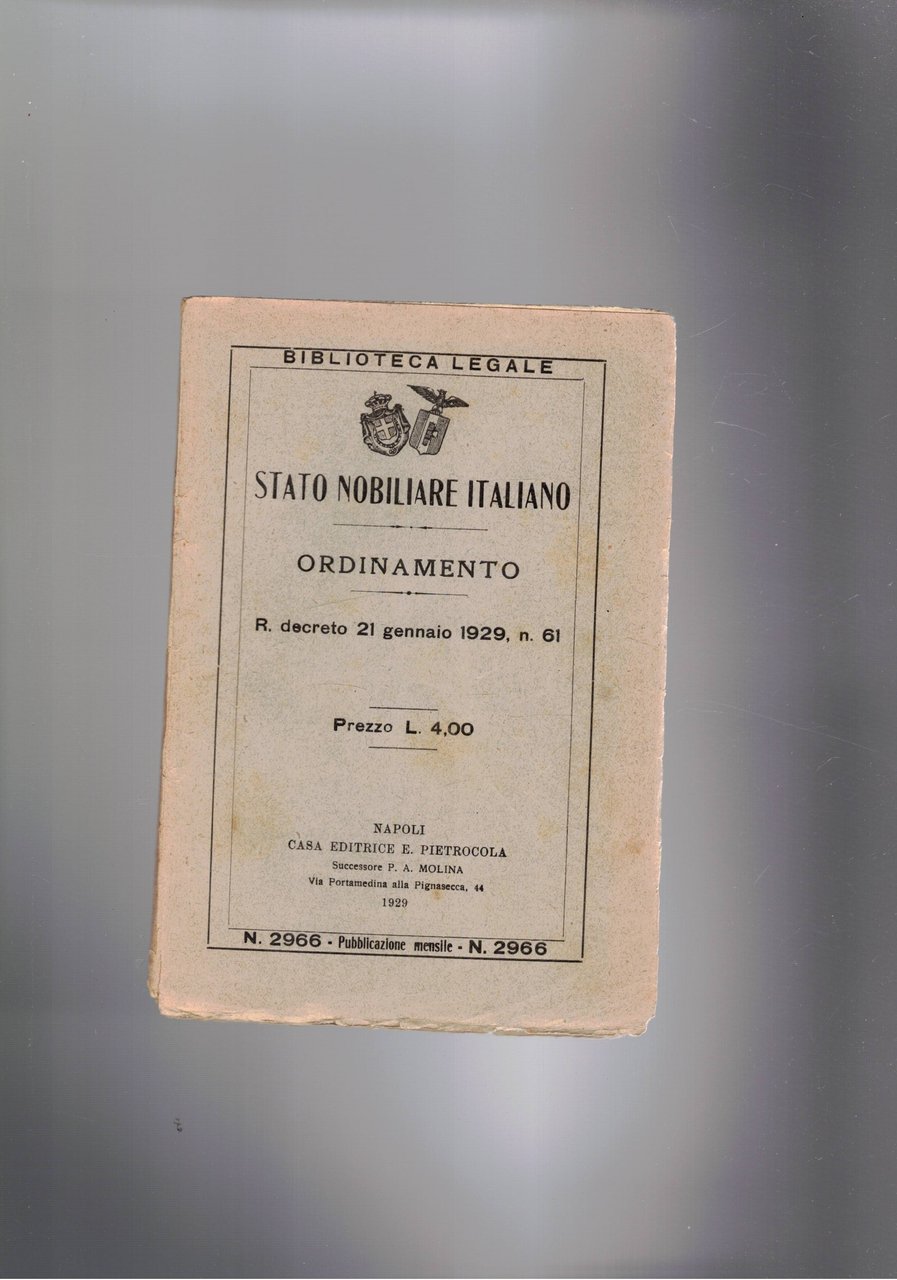 BIBLIOTECA LEGALE
STATO NOBILIARE ITALIANO
ORDINAMENTO
R. decreto 21 gennaio 1929, n. 61
Prezzo L. 4,00
NAPOLI
CASA EDITRICE E. PIETROCOLA
Successore P. A. MOLINA
Via Portamedina alla Pignasecca, 44
1929
N. 2966 - Pubblicazione mensile - N. 2966